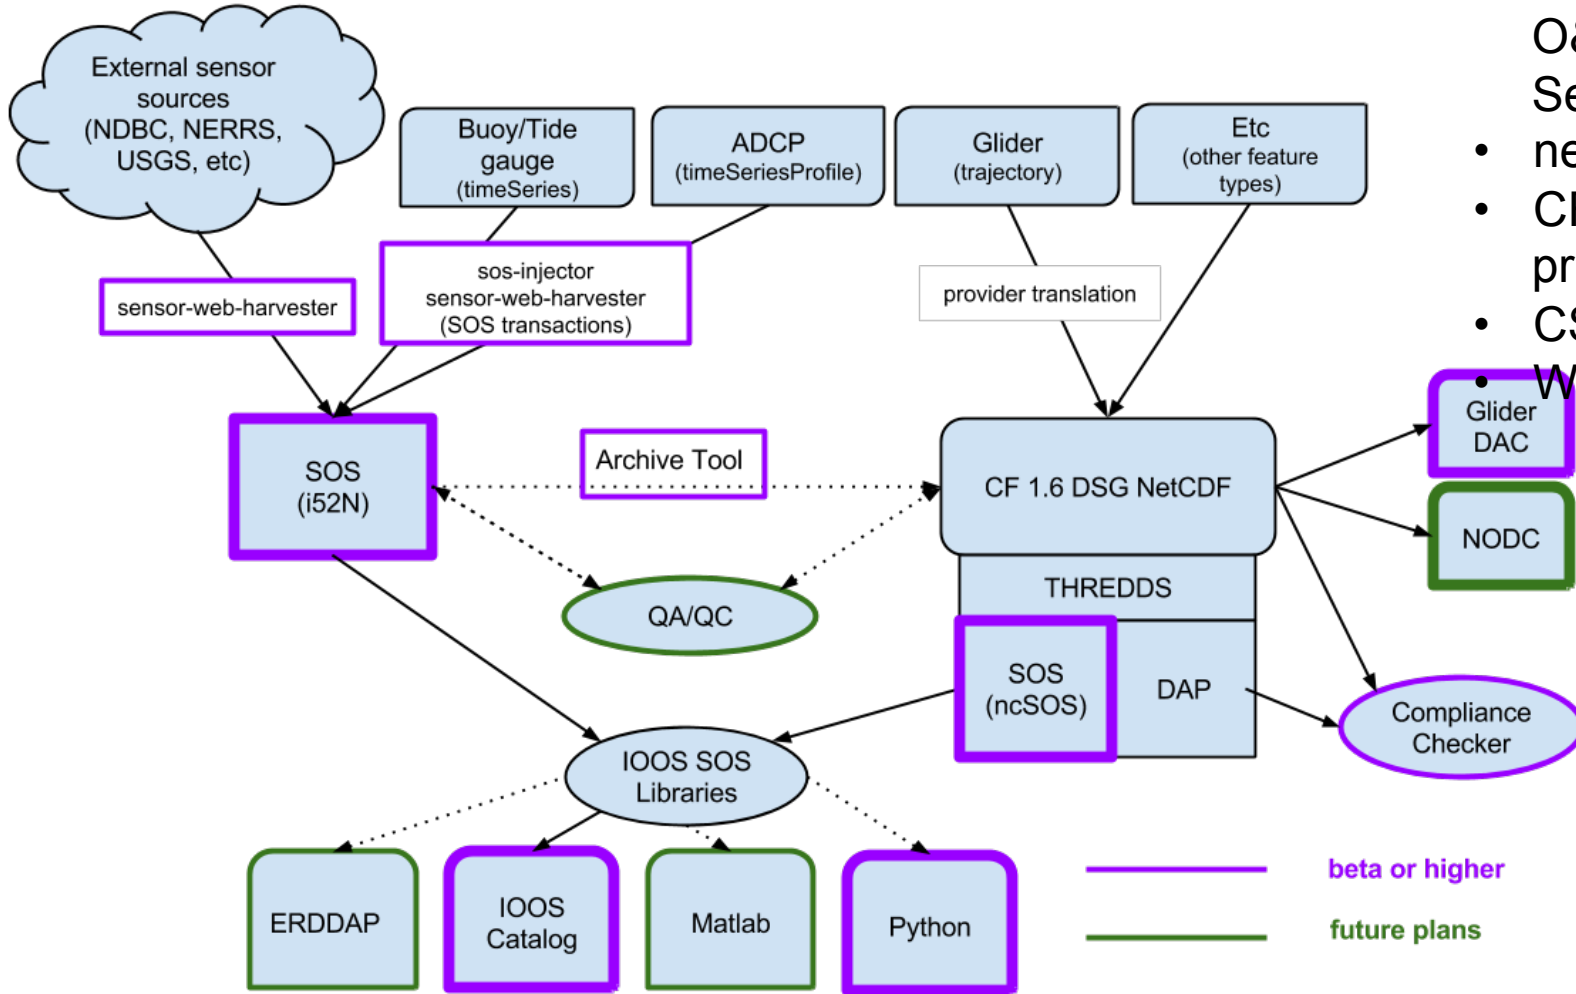 External sensor
sources
(NDBC, NERRS,
USGS, etc)
Buoy/Tide
gauge
(timeSeries)
ADCP
(timeSeriesProfile)
Glider
(trajectory)
Etc
(other feature
types)
sensor-web-harvester
sos-injector
sensor-web-harvester
(SOS transactions)
provider translation
SOS
(i52N)
Archive Tool
CF 1.6 DSG NetCDF
Glider
DAC
NODC
QA/QC
THREDDS
SOS
(ncSOS)
DAP
Compliance
Checker
IOOS SOS
Libraries
ERDDAP
IOOS
Catalog
Matlab
Python
beta or higher
future plans